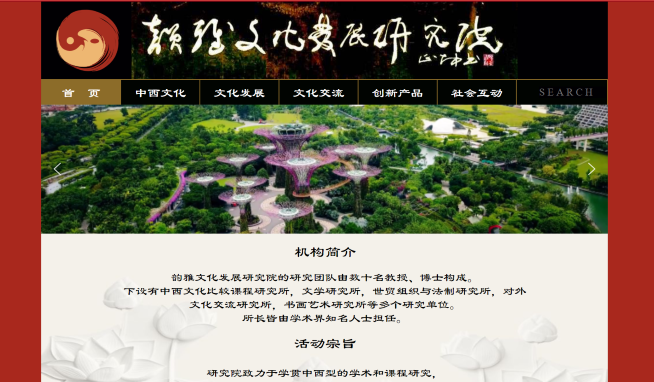 韵雅文化发展研究院
首 页
中西文化
文化发展
文化交流
创新产品
社会互动
SEARCH
机构简介
韵雅文化发展研究院的研究团队由数十名教授、博士构成。
下设有中西文化比较课程研究所，文学研究所，世贸组织与法制研究所，对外
文化交流研究所，书画艺术研究所等多个研究单位。
所长皆由学术界知名人士担任。
活动宗旨
研究院致力于学贯中西型的学术和课程研究，